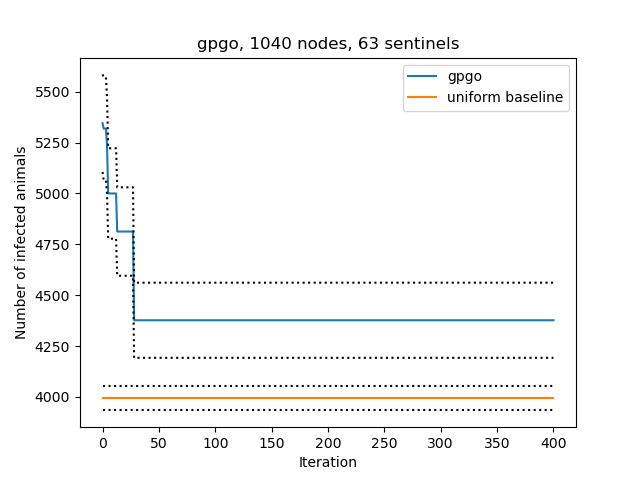 gpgo, 1040 nodes, 63 sentinels
gpgo
uniform baseline
Number of infected animals
5500
5250
5000
4750
4500
4250
4000
0 50 100 150 200 250 300 350 400
Iteration